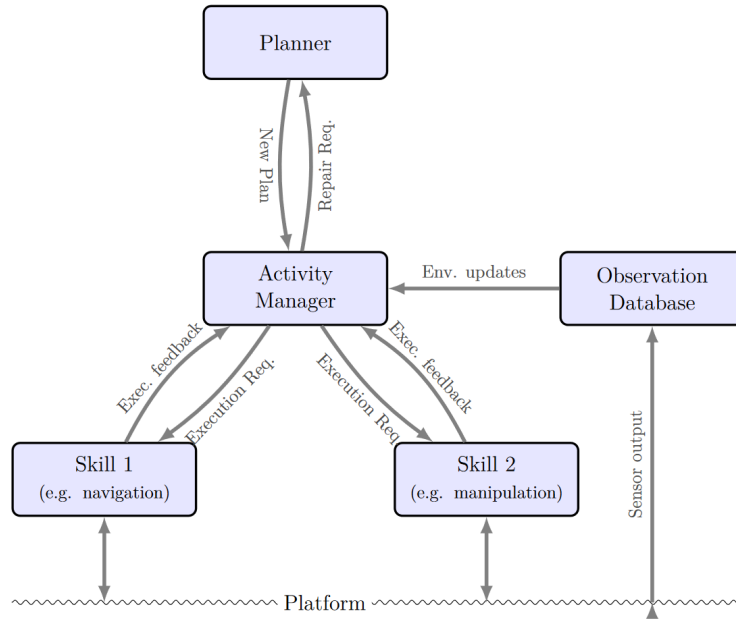 Planner
New Plan
Repair Req.
Activity
Manager
Env. updates
Observation
Database
Exec. feedback
Execution Req.
Execution Req.
Exec. feedback
Skill 1
(e.g. navigation)
Skill 2
(e.g. manipulation)
Sensor output
Platform